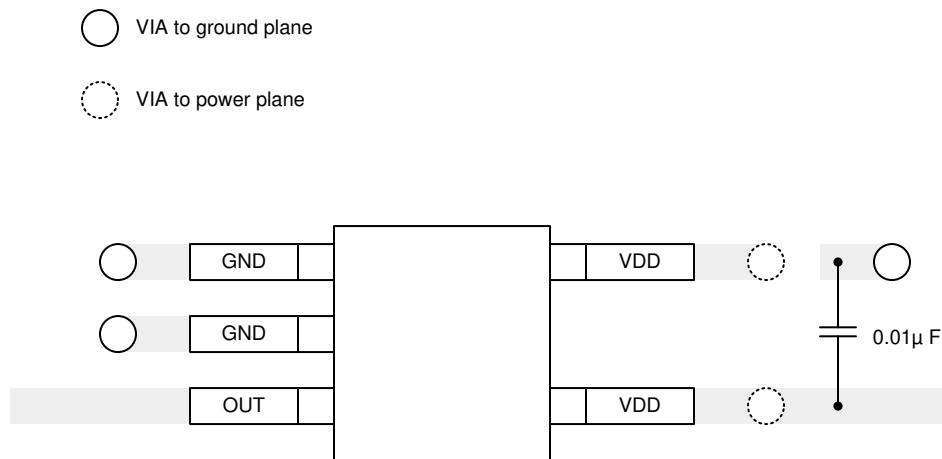 VIA to ground plane
VIA to power plane
GND VDD
GND
0.01µ F
OUT VDD